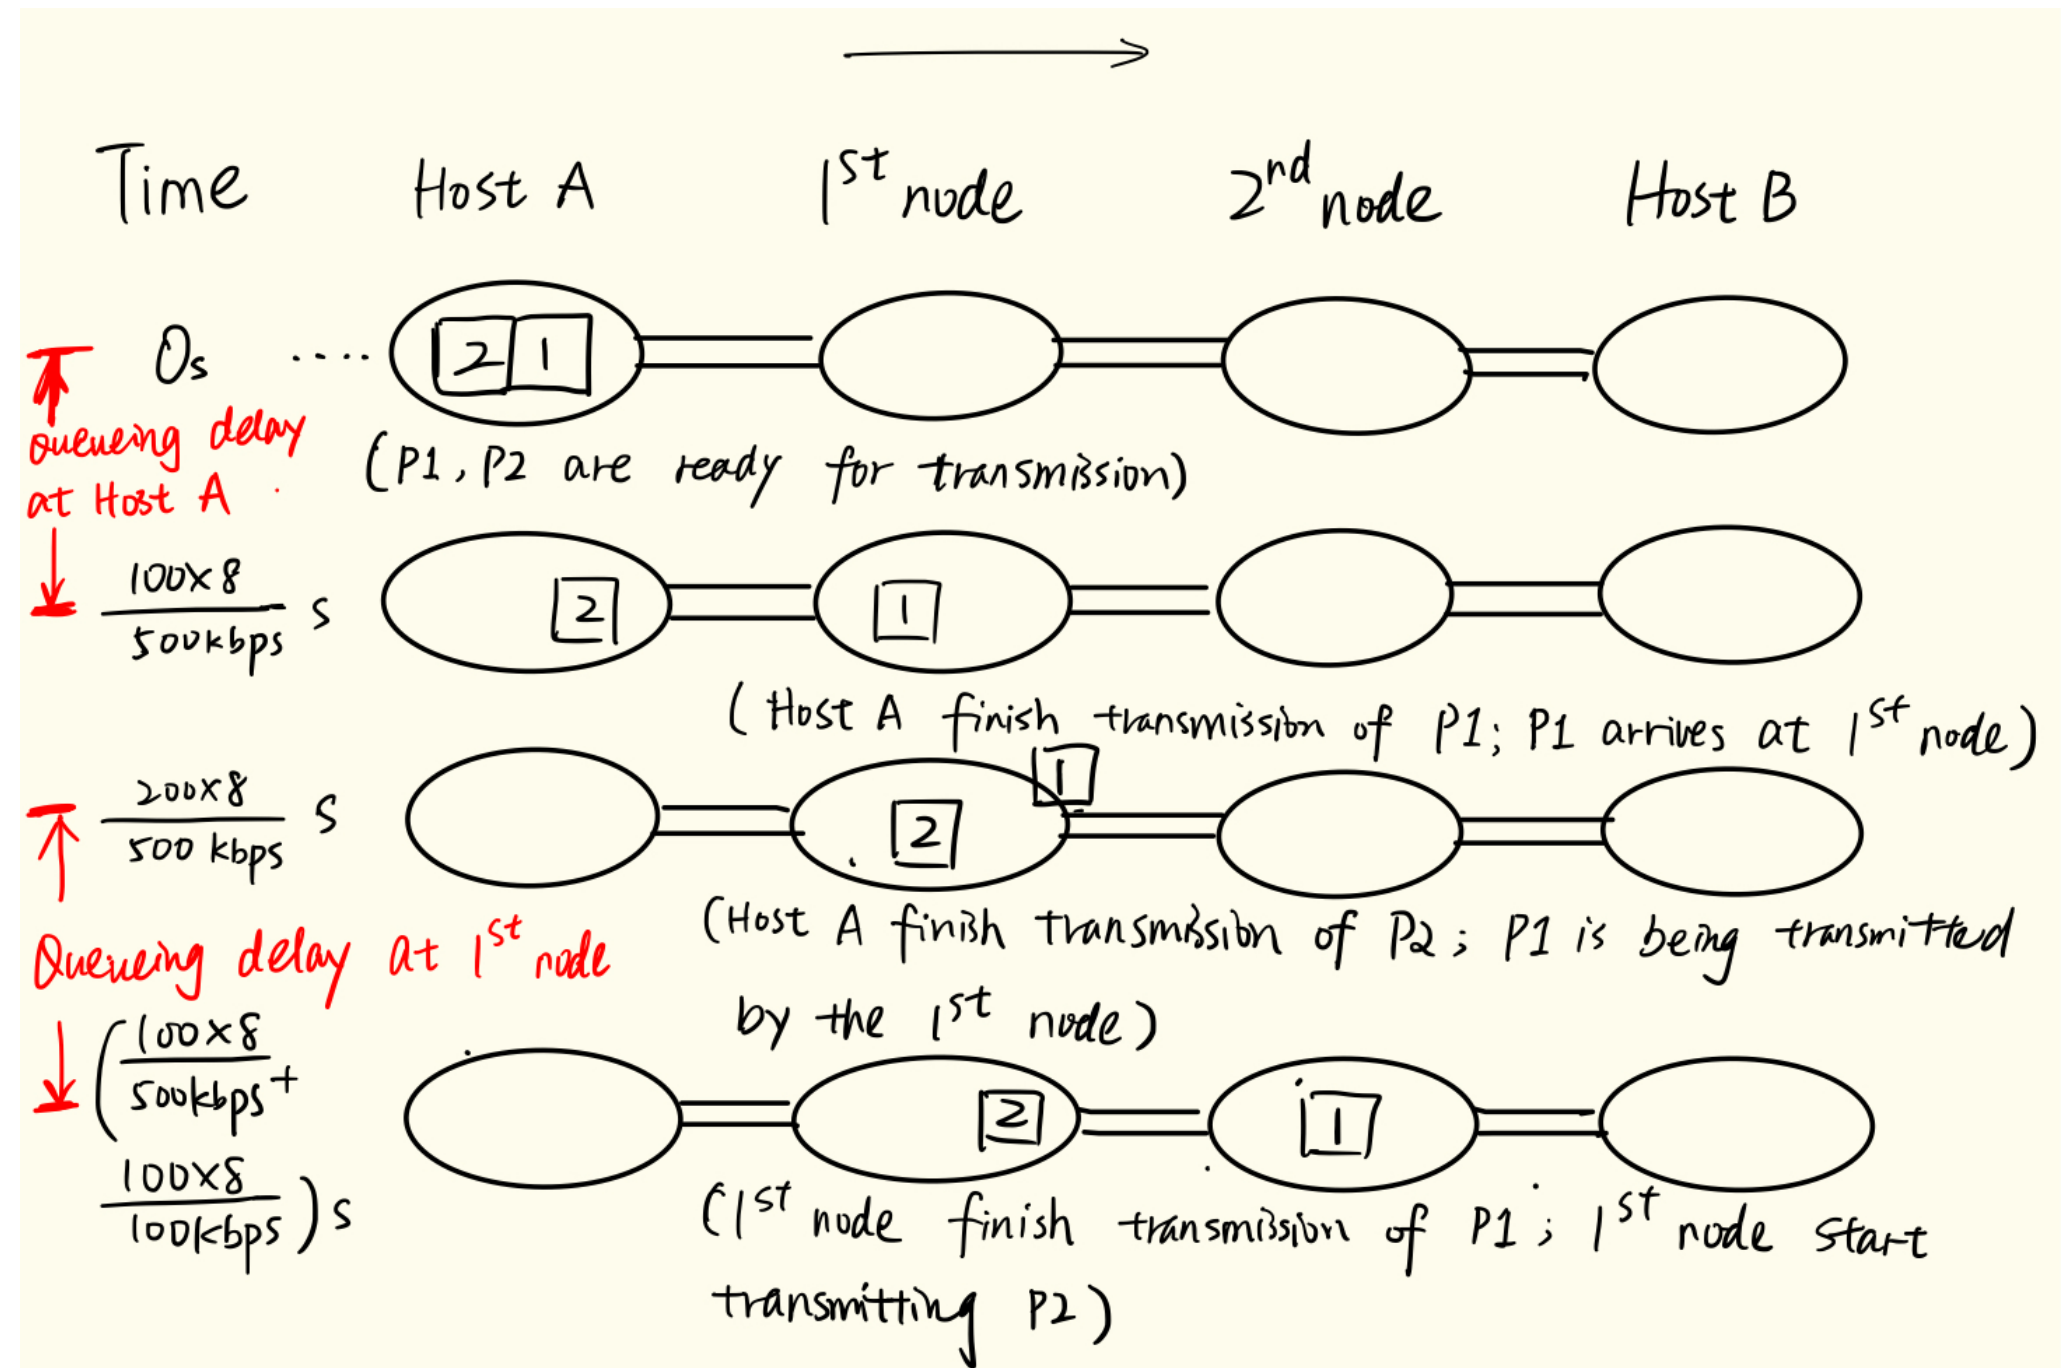 Time Host A 1st node 2nd node Host B
0s .... 2 1
Queueing delay
at Host A
(P1, P2 are ready for transmission)
100×8
500kbps s 2 1
(Host A finish transmission of P1; P1 arrives at 1st node)
200×8
500 kbps s 2 1
(Host A finish transmission of P2; P1 is being transmitted
by the 1st node)
Queueing delay at 1st node
(100×8
500kbps +
100×8
100kbps ) s 2 1
(1st node finish transmission of P1; 1st node start
transmitting P2)